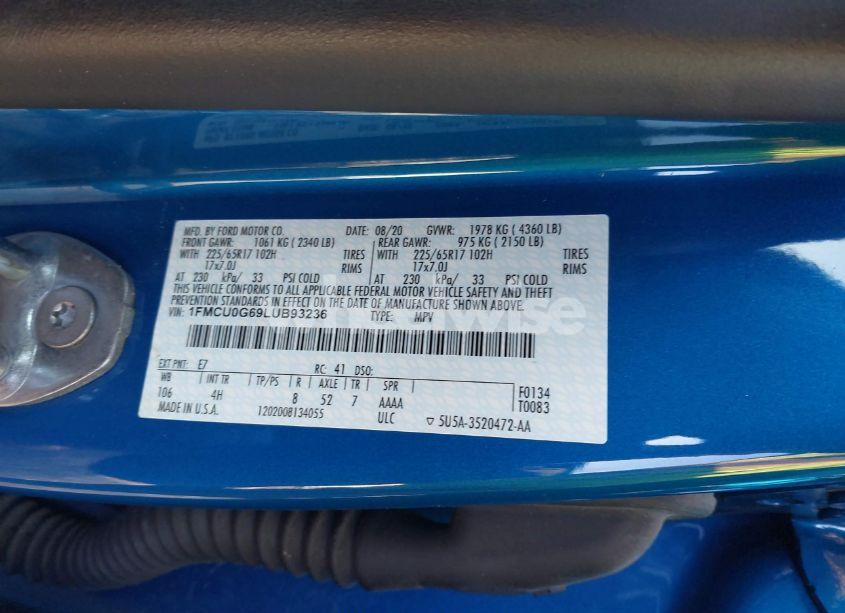 MFD. BY FORD MOTOR CO. DATE: 08/20 GVWR: 1978 KG ( 4360 LB)
FRONT GAWR: 1061 KG ( 2340 LB) REAR GAWR: 975 KG ( 2150 LB)
WITH 225/65R17 102H TIRES WITH 225/65R17 102H TIRES
17x7.0J RIMS 17x7.0J RIMS
AT 230 kPa/ 33 PSI COLD AT 230 kPa/ 33 PSI COLD
THIS VEHICLE CONFORMS TO ALL APPLICABLE FEDERAL MOTOR VEHICLE SAFETY AND THEFT
PREVENTION STANDARDS IN EFFECT ON THE DATE OF MANUFACTURE SHOWN ABOVE.
VIN: 1FMCU0G69LUB93236 TYPE: MPV
EXT PNT: E7 RC: 41 DSO:
WB INT TR TP/PS R AXLE TR SPR F0134
106 4H 8 52 7 AAAA T0083
MADE IN U.S.A. 1202008134055 ULC ▽ 5U5A-3520472-AA